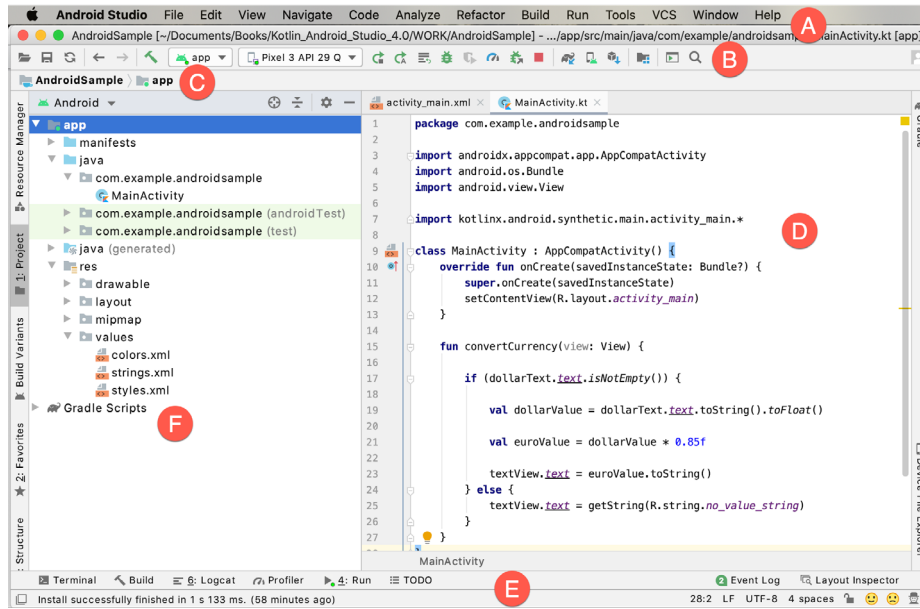 Android Studio File Edit View Navigate Code Analyze Refactor Build Run Tools VCS Window Help
A
AndroidSample [~/Documents/Books/Kotlin_Android_Studio_4.0/WORK/AndroidSample] - .../app/src/main/java/com/example/androidsample MainActivity.kt [app]
app Pixel 3 API 29 Q
B
AndroidSample app
C
Resource Manager
1: Project
Build Variants
2: Favorites
Structure
Android
app
manifests
java
com.example.androidsample
MainActivity
com.example.androidsample (androidTest)
com.example.androidsample (test)
java (generated)
res
drawable
layout
mipmap
values
colors.xml
strings.xml
styles.xml
Gradle Scripts
F
activity_main.xml MainActivity.kt
1 package com.example.androidsample
2
3 import androidx.appcompat.app.AppCompatActivity
4 import android.os.Bundle
5 import android.view.View
6
7 import kotlinx.android.synthetic.main.activity_main.*
D
8
9 class MainActivity : AppCompatActivity() {
10 override fun onCreate(savedInstanceState: Bundle?) {
11 super.onCreate(savedInstanceState)
12 setContentView(R.layout.activity_main)
13 }
14
15 fun convertCurrency(view: View) {
16
17 if (dollarText.text.isNotEmpty()) {
18
19 val dollarValue = dollarText.text.toString().toFloat()
20
21 val euroValue = dollarValue * 0.85f
22
23 textView.text = euroValue.toString()
24 } else {
25 textView.text = getString(R.string.no_value_string)
26 }
27 }
}
MainActivity
Terminal Build 6: Logcat Profiler 4: Run TODO 2 Event Log Layout Inspector
E
Install successfully finished in 1 s 133 ms. (58 minutes ago) 28:2 LF UTF-8 4 spaces